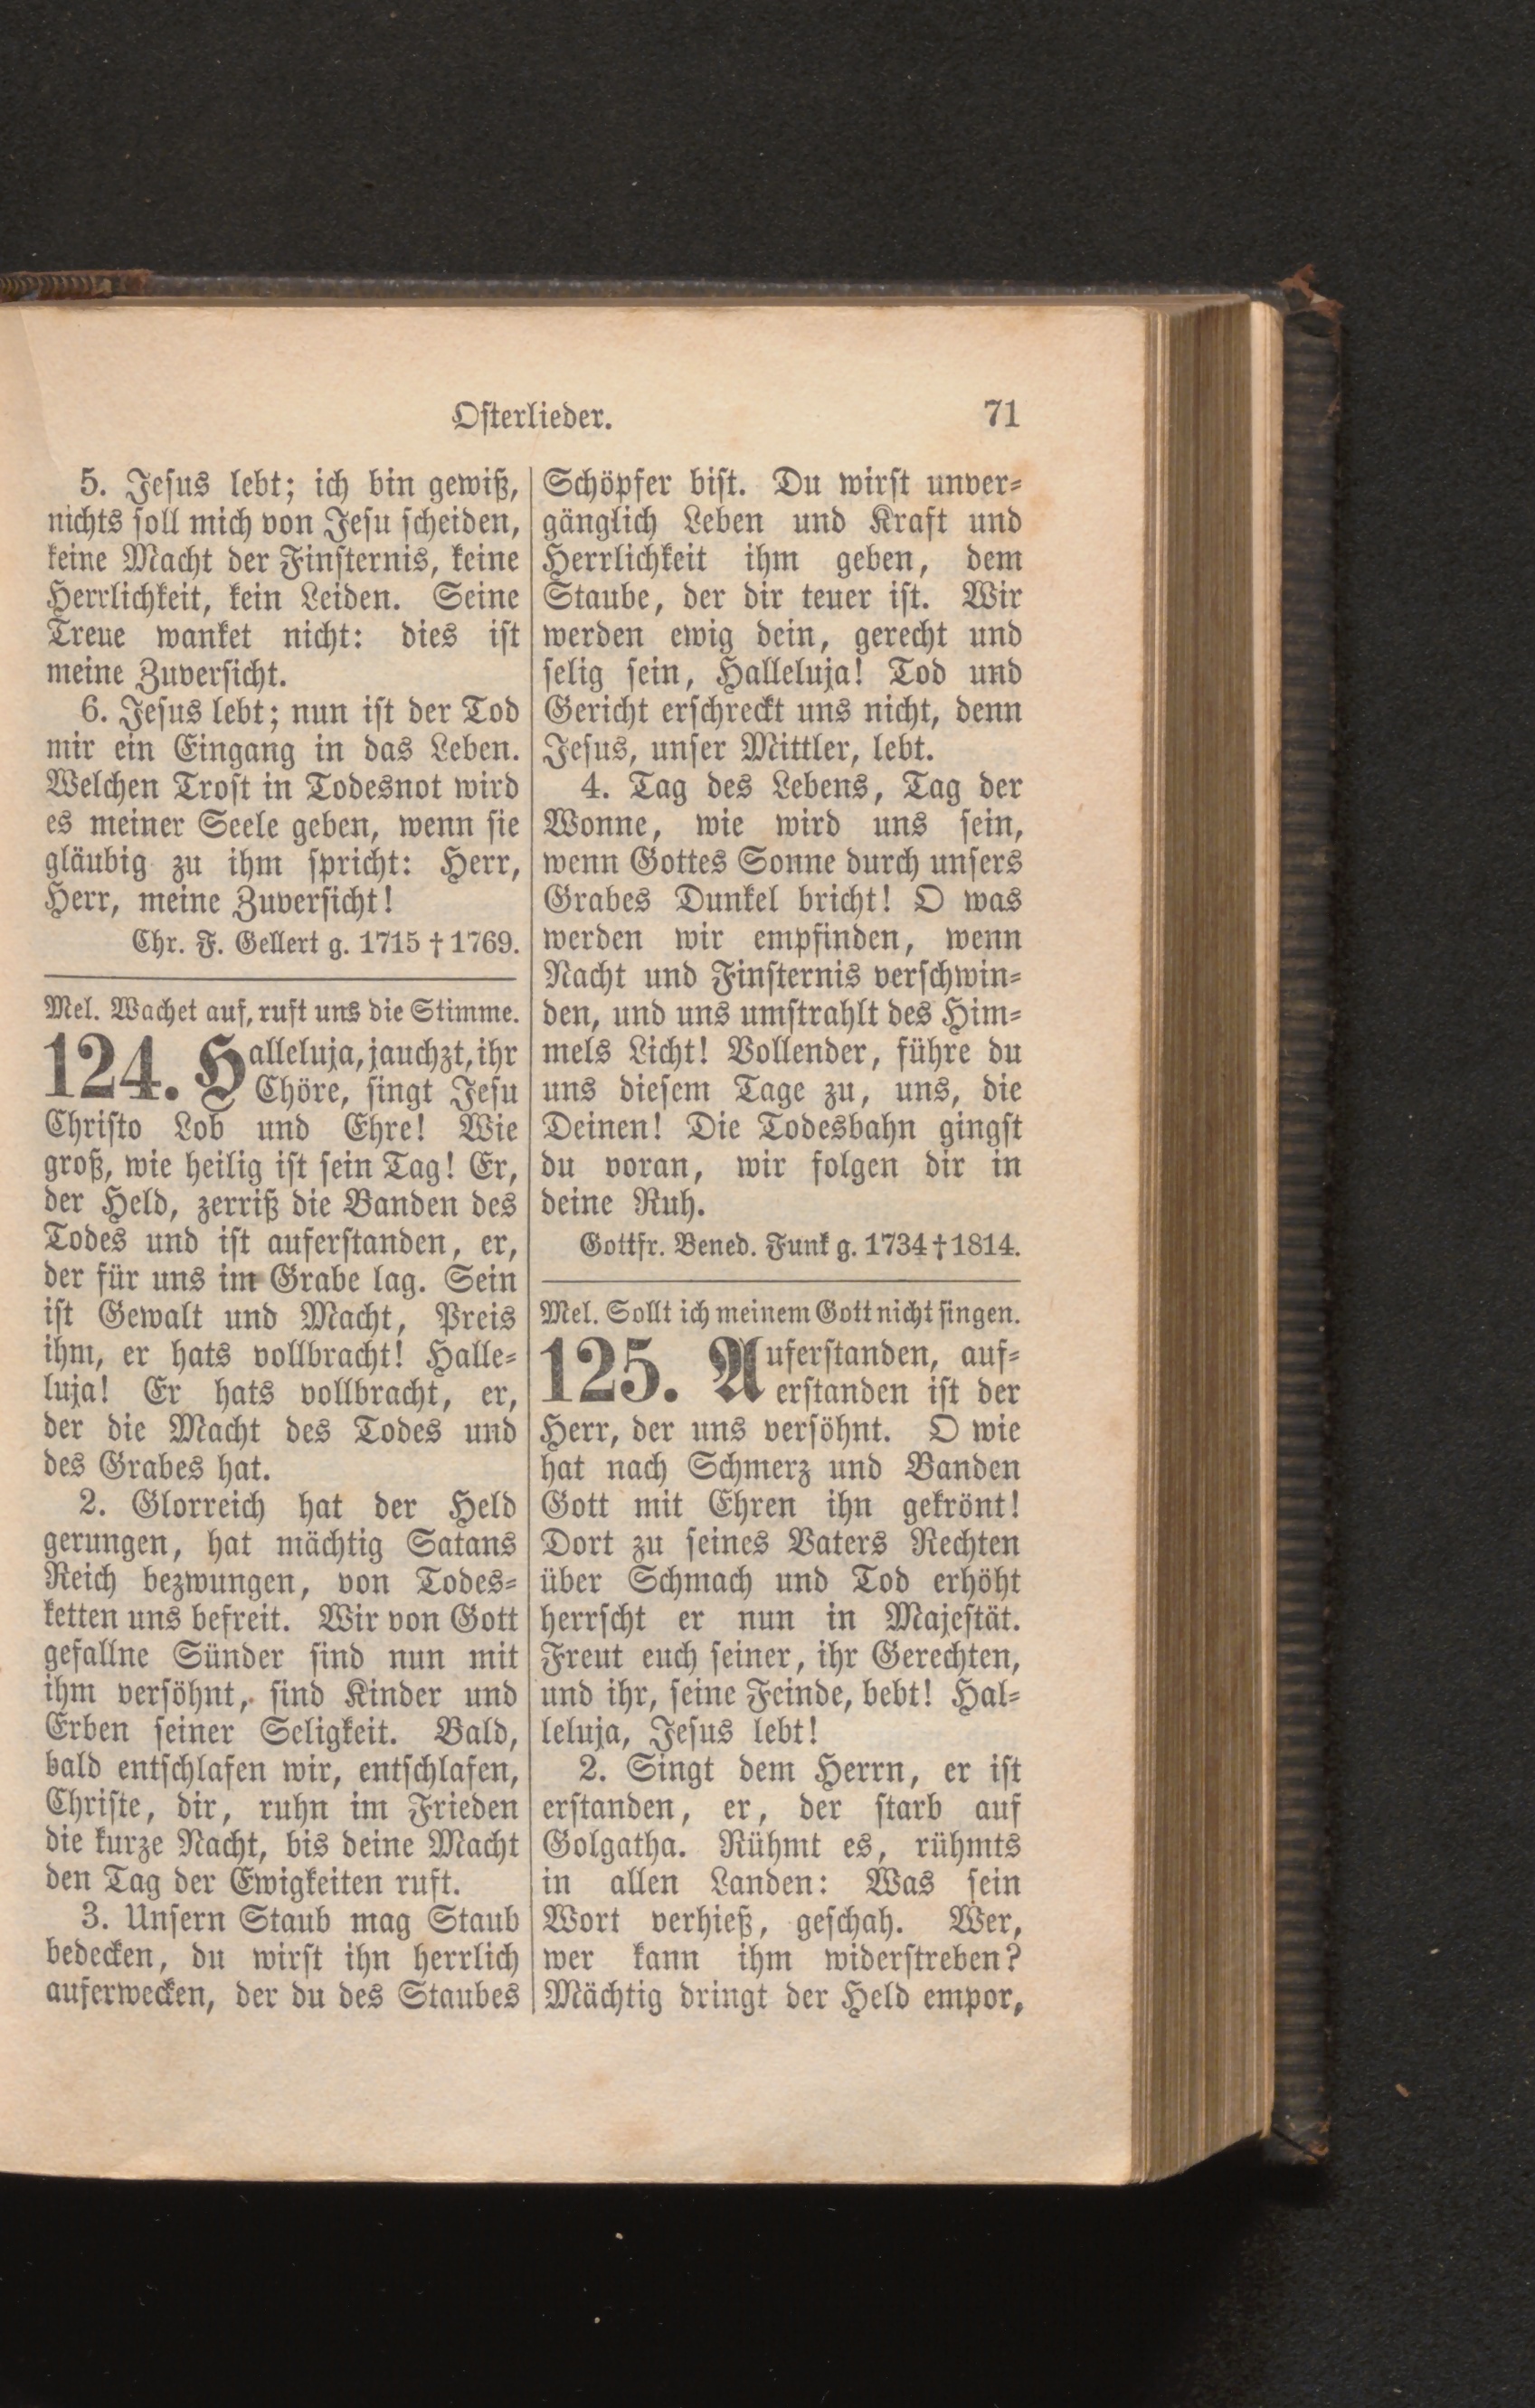 Osterlieder. 71
5. Jesus lebt; ich bin gewiß,
nichts soll mich von Jesu scheiden,
keine Macht der Finsternis, keine
Herrlichkeit, kein Leiden. Seine
Treue wanket nicht: dies ist
meine Zuversicht.
6. Jesus lebt; nun ist der Tod
mir ein Eingang in das Leben.
Welchen Trost in Todesnot wird
es meiner Seele geben, wenn sie
gläubig zu ihm spricht: Herr,
Herr, meine Zuversicht!
Chr. F. Gellert g. 1715 † 1769.
Mel. Wachet auf, ruft uns die Stimme.
124. Halleluja, jauchzt, ihr
Chöre, singt Jesu
Christo Lob und Ehre! Wie
groß, wie heilig ist sein Tag! Er,
der Held, zerriß die Banden des
Todes und ist auferstanden, er,
der für uns im Grabe lag. Sein
ist Gewalt und Macht, Preis
ihm, er hats vollbracht! Halle-
luja! Er hats vollbracht, er,
der die Macht des Todes und
des Grabes hat.
2. Glorreich hat der Held
gerungen, hat mächtig Satans
Reich bezwungen, von Todes-
ketten uns befreit. Wir von Gott
gefallne Sünder sind nun mit
ihm versöhnt, sind Kinder und
Erben seiner Seligkeit. Bald,
bald entschlafen wir, entschlafen,
Christe, dir, ruhn im Frieden
die kurze Nacht, bis deine Macht
den Tag der Ewigkeiten ruft.
3. Unsern Staub mag Staub
bedecken, du wirst ihn herrlich
auferwecken, der du des Staubes
Schöpfer bist. Du wirst unver-
gänglich Leben und Kraft und
Herrlichkeit ihm geben, dem
Staube, der dir teuer ist. Wir
werden ewig dein, gerecht und
selig sein, Halleluja! Tod und
Gericht erschreckt uns nicht, denn
Jesus, unser Mittler, lebt.
4. Tag des Lebens, Tag der
Wonne, wie wird uns sein,
wenn Gottes Sonne durch unsers
Grabes Dunkel bricht! O was
werden wir empfinden, wenn
Nacht und Finsternis verschwin-
den, und uns umstrahlt des Him-
mels Licht! Vollender, führe du
uns diesem Tage zu, uns, die
Deinen! Die Todesbahn gingst
du voran, wir folgen dir in
deine Ruh.
Gottfr. Bened. Funk g. 1734 † 1814.
Mel. Sollt ich meinem Gott nicht singen.
125. Auferstanden, auf-
erstanden ist der
Herr, der uns versöhnt. O wie
hat nach Schmerz und Banden
Gott mit Ehren ihn gekrönt!
Dort zu seines Vaters Rechten
über Schmach und Tod erhöht
herrscht er nun in Majestät.
Freut euch seiner, ihr Gerechten,
und ihr, seine Feinde, bebt! Hal-
leluja, Jesus lebt!
2. Singt dem Herrn, er ist
erstanden, er, der starb auf
Golgatha. Rühmt es, rühmts
in allen Landen: Was sein
Wort verhieß, geschah. Wer,
wer kann ihm widerstreben?
Mächtig dringt der Held empor,